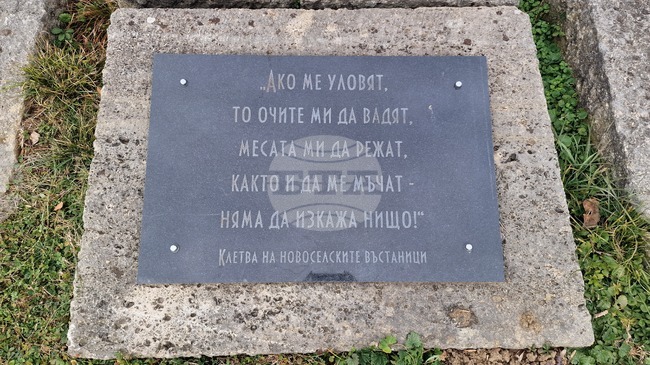 „Ако ме уловят,
то очите ми да вадят,
месата ми да режат,
както и да ме мъчат -
няма да изкажа нищо!“
Клетва на новоселските въстаници